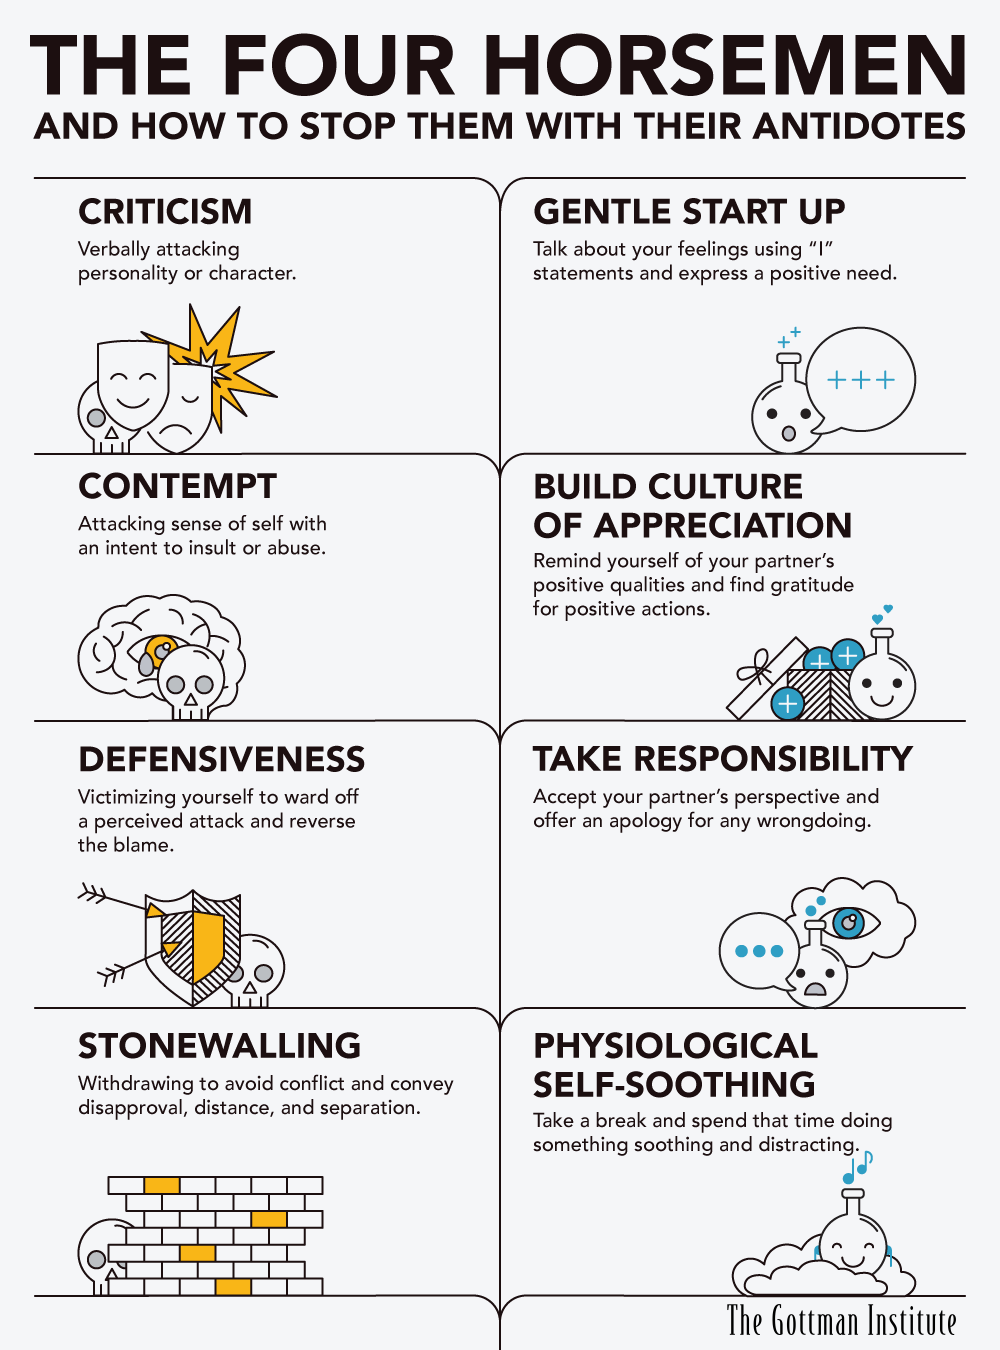 THE FOUR HORSEMEN
AND HOW TO STOP THEM WITH THEIR ANTIDOTES
CRITICISM
Verbally attacking
personality or character.
GENTLE START UP
Talk about your feelings using “I”
statements and express a positive need.
CONTEMPT
Attacking sense of self with
an intent to insult or abuse.
BUILD CULTURE
OF APPRECIATION
Remind yourself of your partner’s
positive qualities and find gratitude
for positive actions.
DEFENSIVENESS
Victimizing yourself to ward off
a perceived attack and reverse
the blame.
TAKE RESPONSIBILITY
Accept your partner’s perspective and
offer an apology for any wrongdoing.
STONEWALLING
Withdrawing to avoid conflict and convey
disapproval, distance, and separation.
PHYSIOLOGICAL
SELF-SOOTHING
Take a break and spend that time doing
something soothing and distracting.
The Gottman Institute